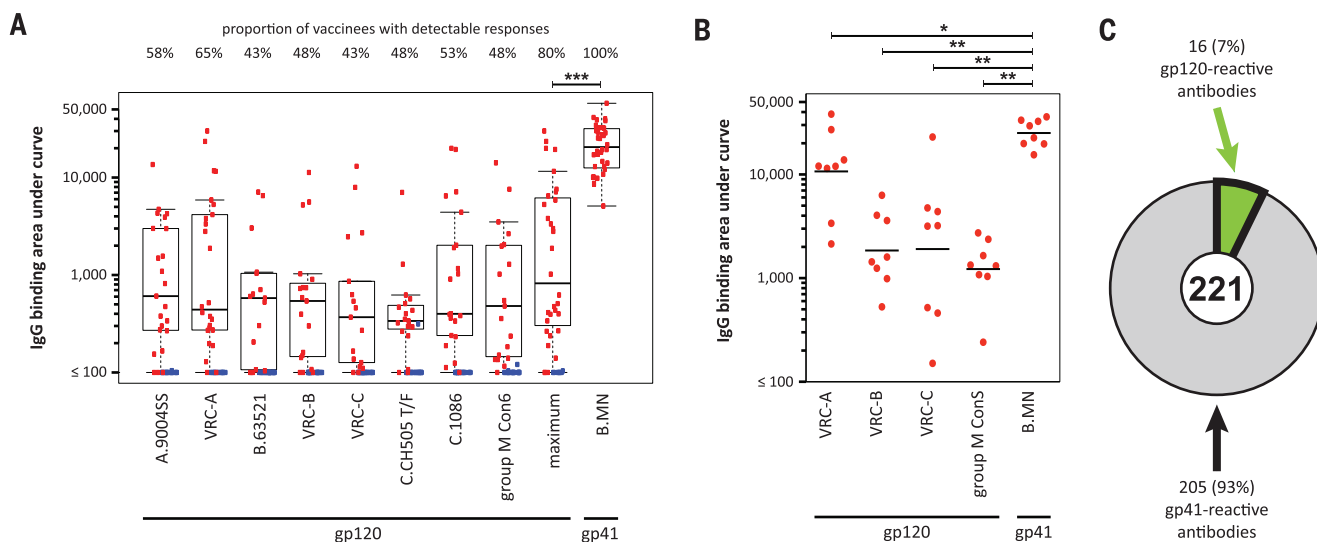 A
proportion of vaccinees with detectable responses
58% 65% 43% 48% 43% 48% 53% 48% 80% 100%
***
IgG binding area under curve
50,000
10,000
1,000
≤ 100
A.9004SS
VRC-A
B.63521
VRC-B
VRC-C
C.CH505 T/F
C.1086
group M Con6
maximum
B.MN
gp120
gp41
B
*
**
**
**
IgG binding area under curve
50,000
10,000
1,000
≤ 100
VRC-A
VRC-B
VRC-C
group M ConS
B.MN
gp120
gp41
C
16 (7%)
gp120-reactive
antibodies
221
205 (93%)
gp41-reactive
antibodies